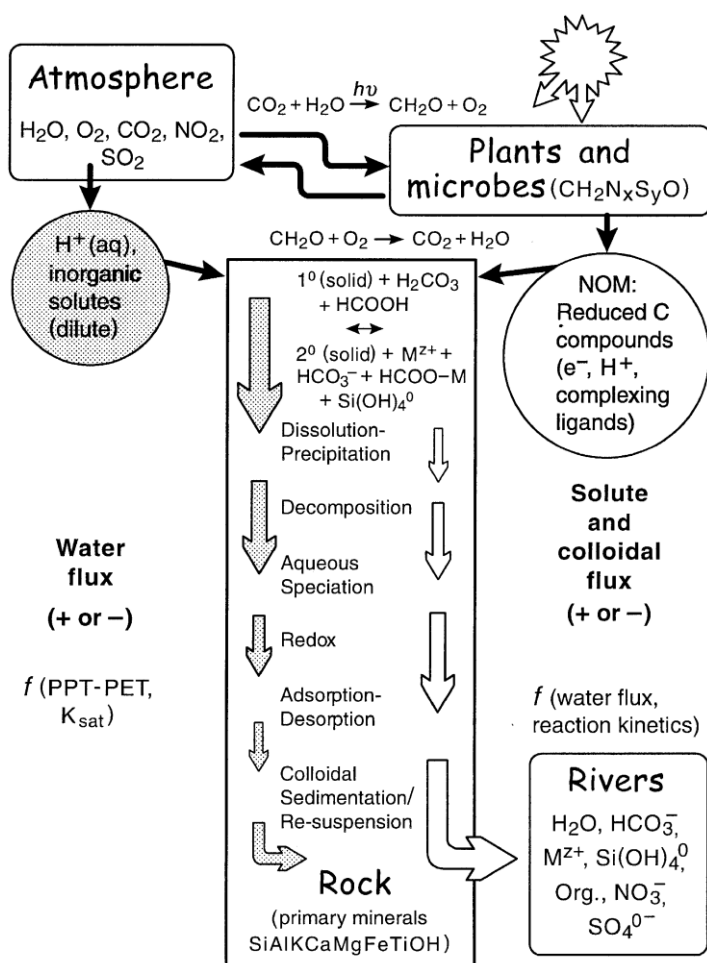 Atmosphere
H₂O, O₂, CO₂, NO₂,
SO₂
hν
CO₂ + H₂O → CH₂O + O₂
Plants and
microbes (CH₂NₓSᵧO)
H⁺ (aq),
inorganic
solutes
(dilute)
CH₂O + O₂ → CO₂ + H₂O
1⁰ (solid) + H₂CO₃
+ HCOOH
↔
2⁰ (solid) + Mᶻ⁺ +
HCO₃⁻ + HCOO–M
+ Si(OH)₄⁰
NOM:
Reduced C
compounds
(e⁻, H⁺,
complexing
ligands)
Dissolution-
Precipitation
Decomposition
Aqueous
Speciation
Redox
Adsorption-
Desorption
Colloidal
Sedimentation/
Re-suspension
Rock
(primary minerals
SiAlKCaMgFeTiOH)
Water
flux
(+ or –)
f (PPT-PET,
Kₛₐₜ)
Solute
and
colloidal
flux
(+ or –)
f (water flux,
reaction kinetics)
Rivers
H₂O, HCO₃⁻,
Mᶻ⁺, Si(OH)₄⁰,
Org., NO₃⁻,
SO₄⁰⁻